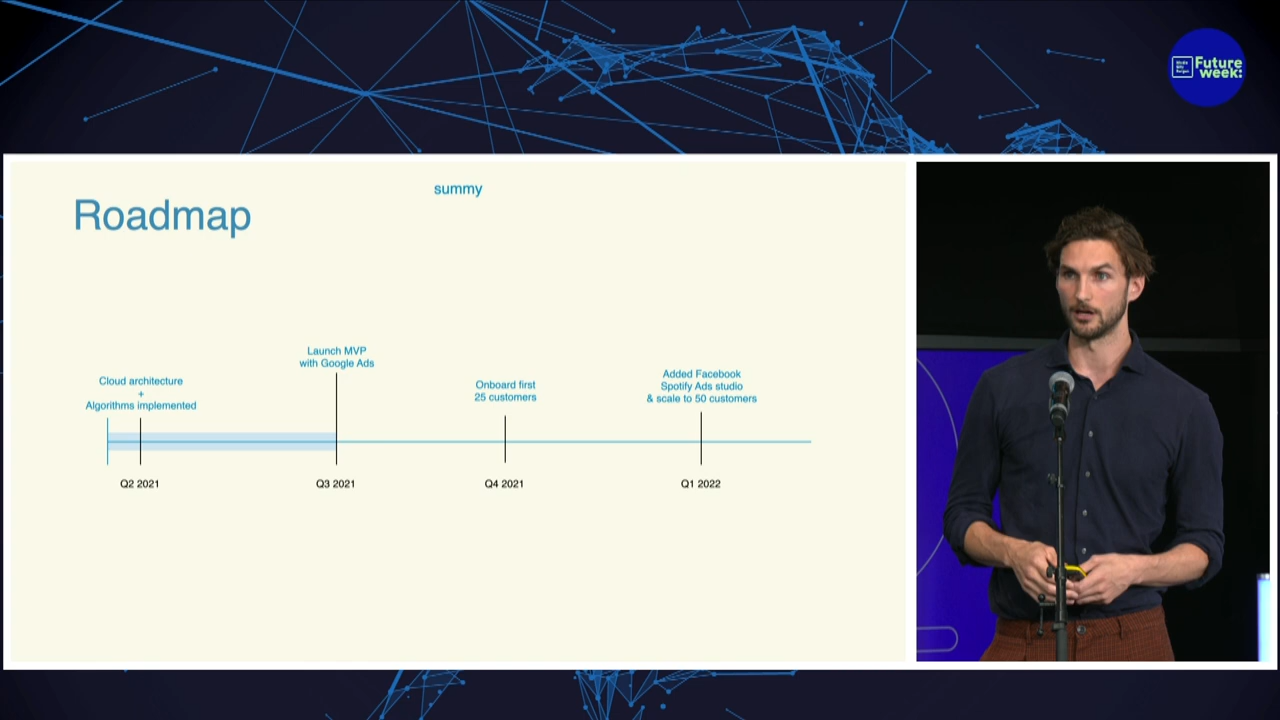 Future
week:
summy
Roadmap
Launch MVP
with Google Ads
Cloud architecture
+
Algorithms implemented
Onboard first
25 customers
Added Facebook
Spotify Ads studio
& scale to 50 customers
Q2 2021
Q3 2021
Q4 2021
Q1 2022